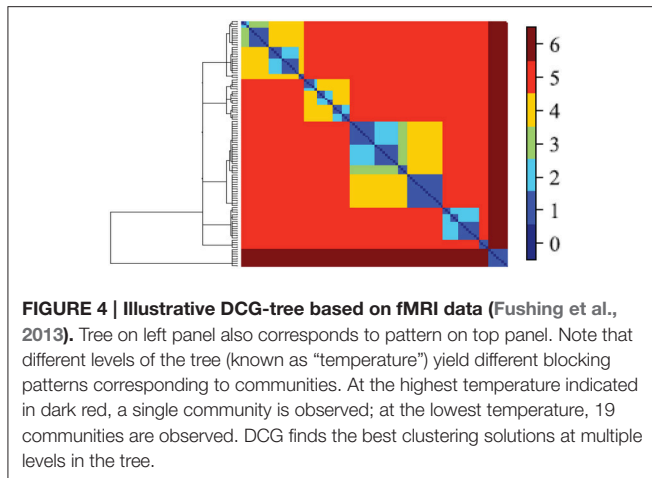 6
5
4
3
2
1
0
FIGURE 4 | Illustrative DCG-tree based on fMRI data (Fushing et al.,
2013). Tree on left panel also corresponds to pattern on top panel. Note that
different levels of the tree (known as “temperature”) yield different blocking
patterns corresponding to communities. At the highest temperature indicated
in dark red, a single community is observed; at the lowest temperature, 19
communities are observed. DCG finds the best clustering solutions at multiple
levels in the tree.